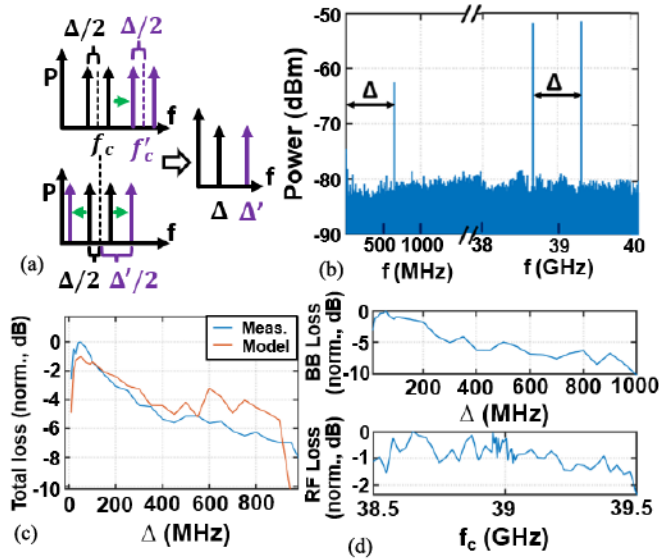 Δ/2 Δ/2
P
f
f_c f'_c
P
f
Δ/2 Δ'/2
f
Δ Δ'
(a)
Power (dBm)
-50
-60
-70
-80
-90
Δ
Δ
500 1000 38 39 40
f (MHz) f (GHz)
(b)
Total loss (norm., dB)
0
-2
-4
-6
-8
-10
Meas.
Model
0 200 400 600 800
Δ (MHz)
(c)
BB Loss
(norm., dB)
0
-5
-10
200 400 600 800 1000
Δ (MHz)
RF Loss
(norm., dB)
0
-1
-2
38.5 39 39.5
f_c (GHz)
(d)